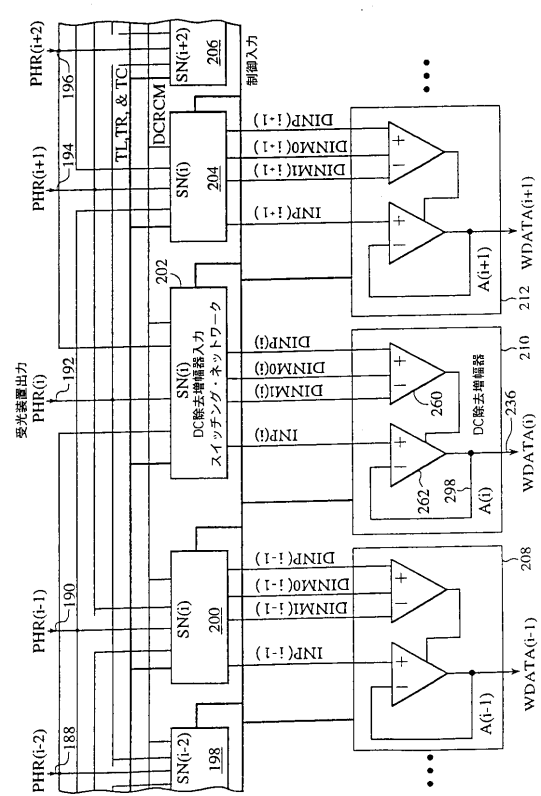 受光装置出力
PHR(i-2)
PHR(i-1)
PHR(i)
PHR(i+1)
PHR(i+2)
188
190
192
194
196
TL,TR, & TC
DCRCM
SN(i-2)
198
SN(i)
200
SN(i)
DC除去増幅器入力
スイッチング・ネットワーク
202
SN(i)
204
SN(i+2)
206
制御入力
INP(i-1)
DINM1(i-1)
DINM0(i-1)
DINP(i-1)
INP(i)
DINM1(i)
DINM0(i)
DINP(i)
INP(i+1)
DINM1(i+1)
DINM0(i+1)
DINP(i+1)
A(i-1)
208
WDATA(i-1)
262
260
298
A(i)
DC除去増幅器
210
236
WDATA(i)
A(i+1)
212
WDATA(i+1)